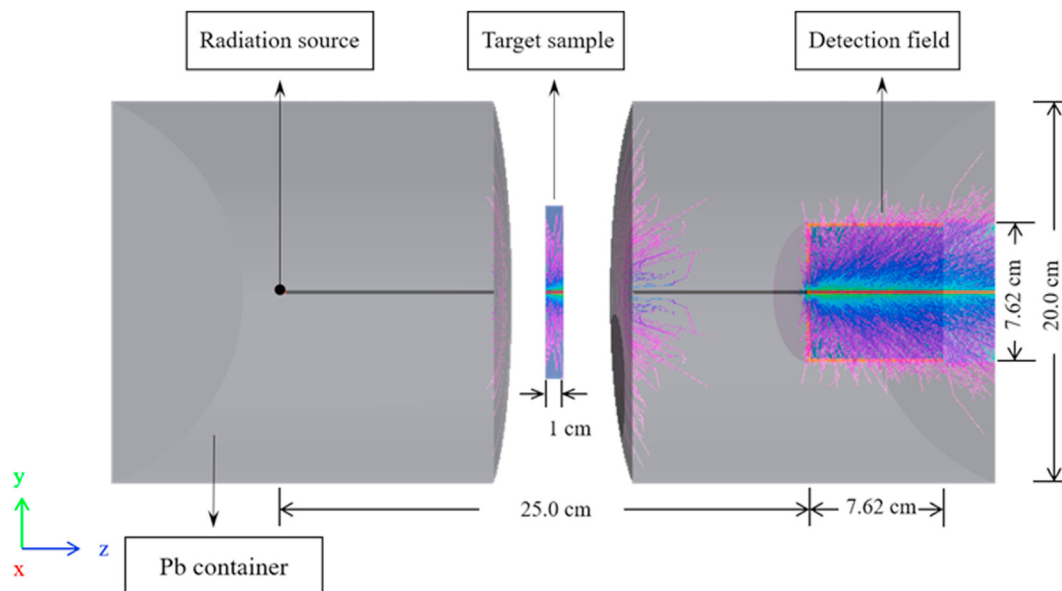 Radiation source
Target sample
Detection field
7.62 cm
20.0 cm
1 cm
25.0 cm
7.62 cm
y
z
x
Pb container